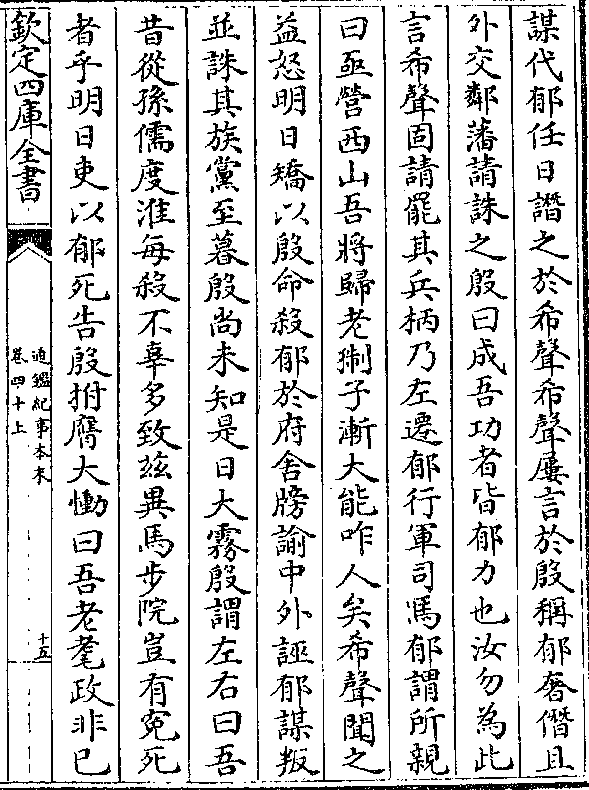 謀代郁任日譖之於希聲希聲屢言於殷稱郁奢僭且
外交鄰藩請誅之殷曰成吾功者皆郁力也汝勿為此
言希聲固請罷其兵柄乃左遷郁行軍司馮郁謂所親
曰亟營西山吾將歸老猘子漸大能咋人矣希聲聞之
益怒明日矯以殷命殺郁於府舍牓諭中外誣郁謀叛
並誅其族黨至暮殷尚未知是日大霧殷謂左右曰吾
昔從孫儒度淮每殺不辜多致茲異馬步院豈有寃死
者乎明日吏以郁死告殷拊膺大慟曰吾老耄政非已
欽定四庫全書
通鑑紀事本末
卷四十上
十五